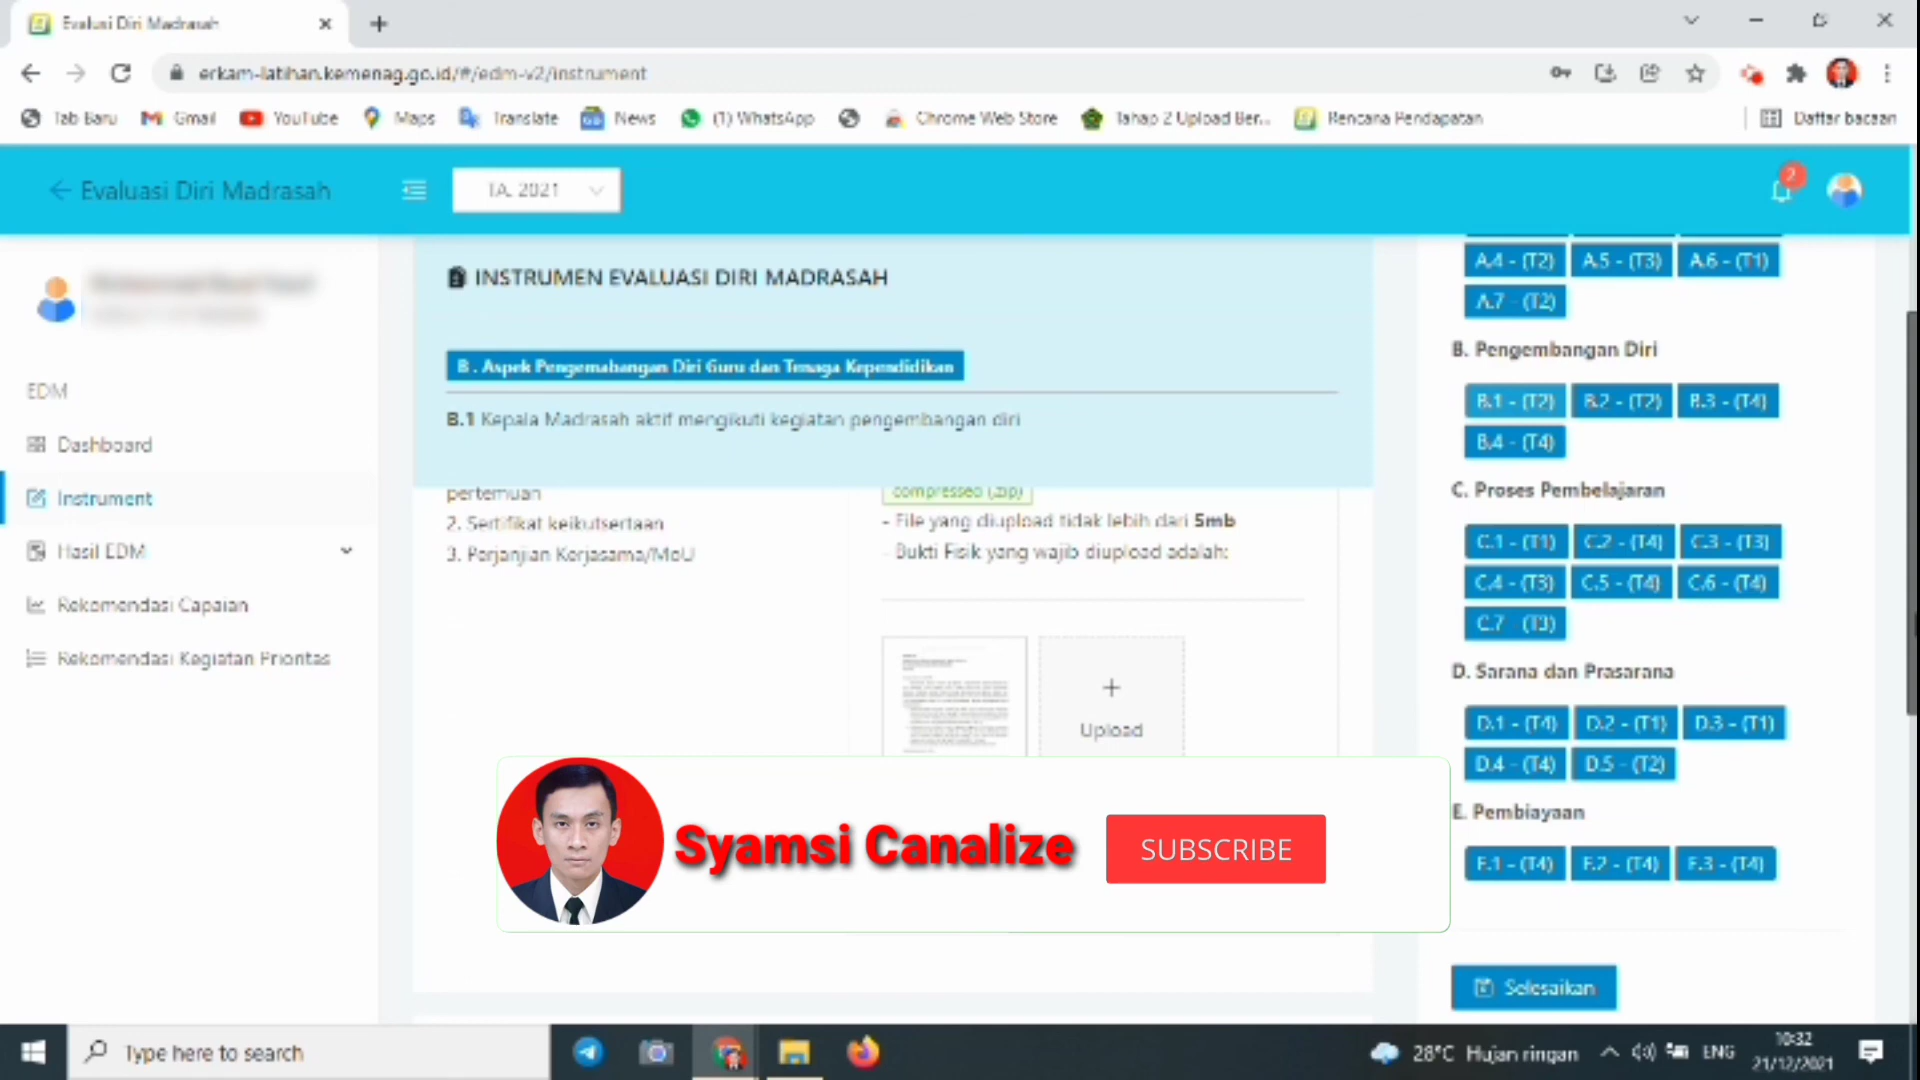 Evaluasi Diri Madrasah
erkam-latihan.kemenag.go.id/#/edm-v2/instrument
Tab Baru
Gmail
YouTube
Maps
Translate
News
(1) WhatsApp
Chrome Web Store
Tahap 2 Upload Ber...
Rencana Pendapatan
Daftar bacaan
Evaluasi Diri Madrasah
TA. 2021
2
EDM
Dashboard
Instrument
Hasil EDM
Rekomendasi Capaian
Rekomendasi Kegiatan Prioritas
INSTRUMEN EVALUASI DIRI MADRASAH
B . Aspek Pengemabangan Diri Guru dan Tenaga Kependidikan
B.1 Kepala Madrasah aktif mengikuti kegiatan pengembangan diri
pertemuan
2. Sertifikat keikutsertaan
3. Perjanjian Kerjasama/MoU
compressed (.zip)
- File yang diupload tidak lebih dari 5mb
- Bukti Fisik yang wajib diupload adalah:
+
Upload
Syamsi Canalize
SUBSCRIBE
A.4 - (T2) A.5 - (T3) A.6 - (T1)
A.7 - (T2)
B. Pengembangan Diri
B.1 - (T2) B.2 - (T2) B.3 - (T4)
B.4 - (T4)
C. Proses Pembelajaran
C.1 - (T1) C.2 - (T4) C.3 - (T3)
C.4 - (T3) C.5 - (T4) C.6 - (T4)
C.7 - (T3)
D. Sarana dan Prasarana
D.1 - (T4) D.2 - (T1) D.3 - (T1)
D.4 - (T4) D.5 - (T2)
E. Pembiayaan
E.1 - (T4) E.2 - (T4) E.3 - (T4)
Selesaikan
Type here to search
28°C Hujan ringan
ENG
10:32
21/12/2021